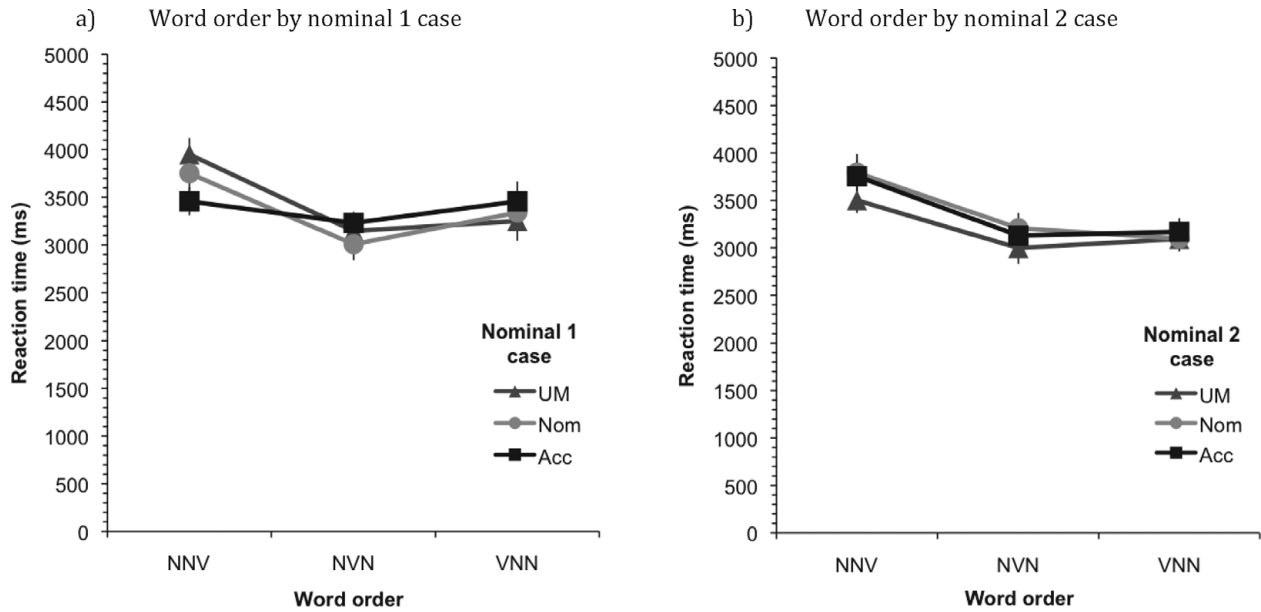 a) Word order by nominal 1 case
5000
4500
4000
3500
3000
2500
2000
1500
1000
500
0
Reaction time (ms)
NNV NVN VNN
Word order
Nominal 1
case
UM
Nom
Acc
b) Word order by nominal 2 case
5000
4500
4000
3500
3000
2500
2000
1500
1000
500
0
Reaction time (ms)
NNV NVN VNN
Word order
Nominal 2
case
UM
Nom
Acc